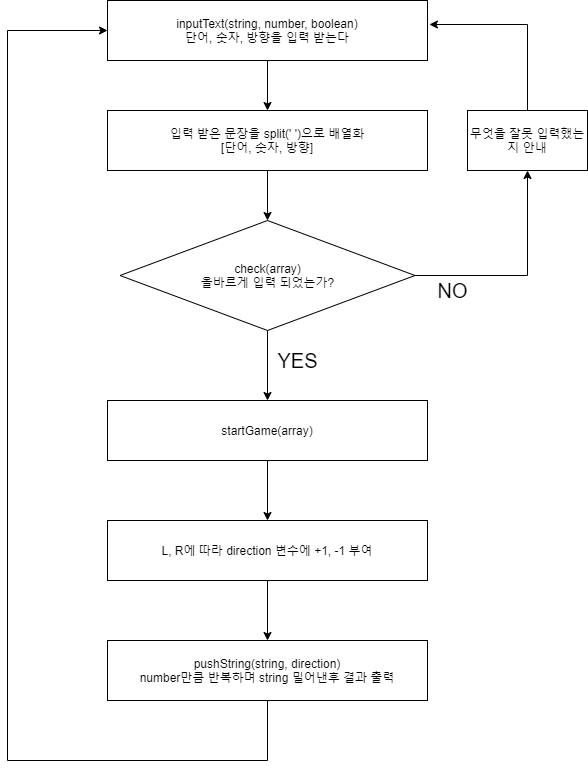 inputText(string, number, boolean)
단어, 숫자, 방향을 입력 받는다
입력 받은 문장을 split(' ')으로 배열화
[단어, 숫자, 방향]
무엇을 잘못 입력했는
지 안내
check(array)
올바르게 입력 되었는가?
NO
YES
startGame(array)
L, R에 따라 direction 변수에 +1, -1 부여
pushString(string, direction)
number만큼 반복하며 string 밀어낸후 결과 출력